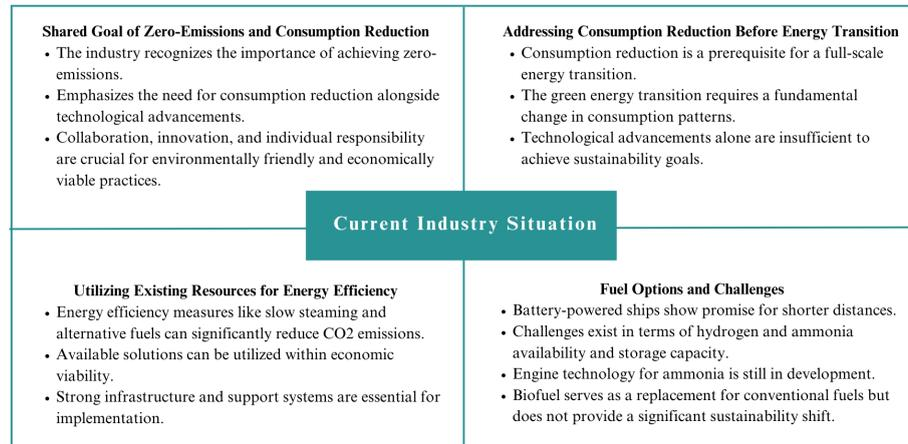 Shared Goal of Zero-Emissions and Consumption Reduction
• The industry recognizes the importance of achieving zero-
emissions.
• Emphasizes the need for consumption reduction alongside
technological advancements.
• Collaboration, innovation, and individual responsibility
are crucial for environmentally friendly and economically
viable practices.
Addressing Consumption Reduction Before Energy Transition
• Consumption reduction is a prerequisite for a full-scale
energy transition.
• The green energy transition requires a fundamental
change in consumption patterns.
• Technological advancements alone are insufficient to
achieve sustainability goals.
Current Industry Situation
Utilizing Existing Resources for Energy Efficiency
• Energy efficiency measures like slow steaming and
alternative fuels can significantly reduce CO2 emissions.
• Available solutions can be utilized within economic
viability.
• Strong infrastructure and support systems are essential for
implementation.
Fuel Options and Challenges
• Battery-powered ships show promise for shorter distances.
• Challenges exist in terms of hydrogen and ammonia
availability and storage capacity.
• Engine technology for ammonia is still in development.
• Biofuel serves as a replacement for conventional fuels but
does not provide a significant sustainability shift.